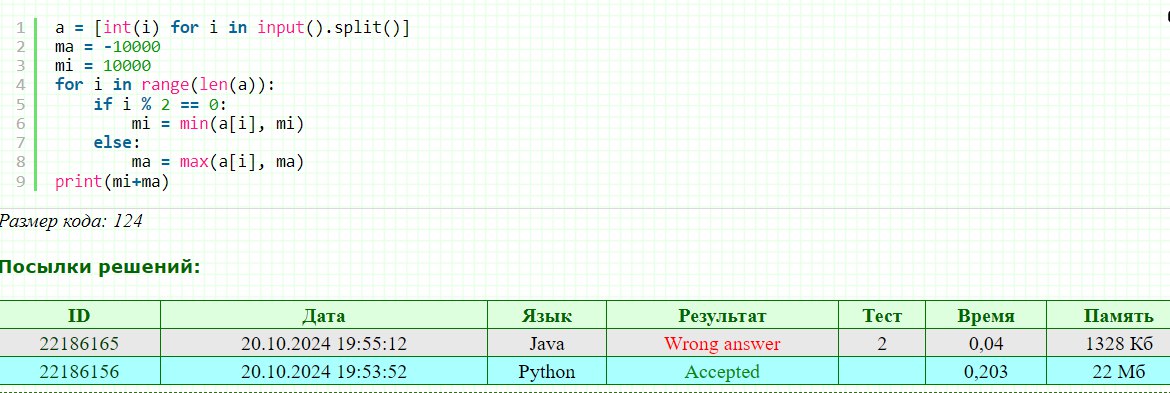 1 a = [int(i) for i in input().split()]
2 ma = -10000
3 mi = 10000
4 for i in range(len(a)):
5     if i % 2 == 0:
6         mi = min(a[i], mi)
7     else:
8         ma = max(a[i], ma)
9 print(mi+ma)
Размер кода: 124
Посылки решений:
ID Дата Язык Результат Тест Время Память
22186165 20.10.2024 19:55:12 Java Wrong answer 2 0,04 1328 Кб
22186156 20.10.2024 19:53:52 Python Accepted 0,203 22 Мб